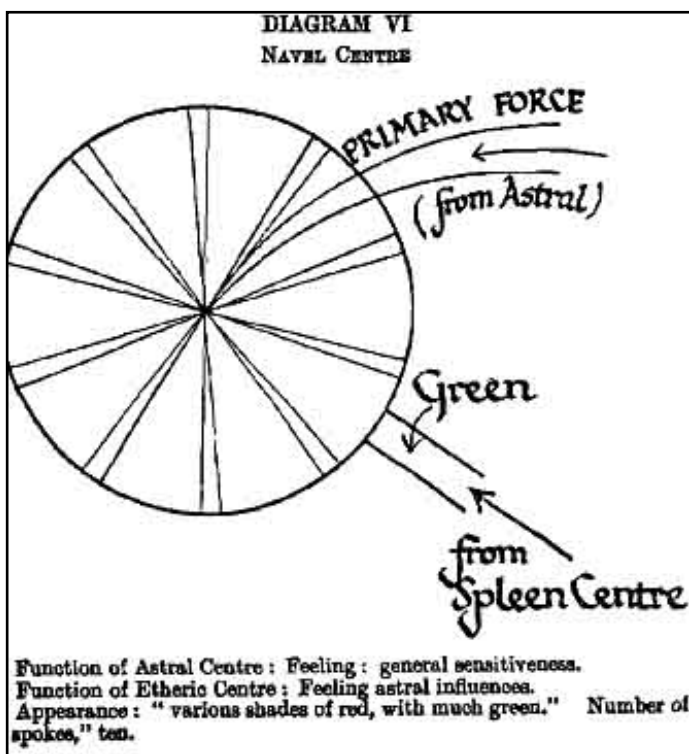 DIAGRAM VI
NAVEL CENTRE
PRIMARY FORCE
(from Astral)
Green
from
Spleen Centre
Function of Astral Centre : Feeling : general sensitiveness.
Function of Etheric Centre : Feeling astral influences.
Appearance : " various shades of red, with much green." Number of
spokes," ten.